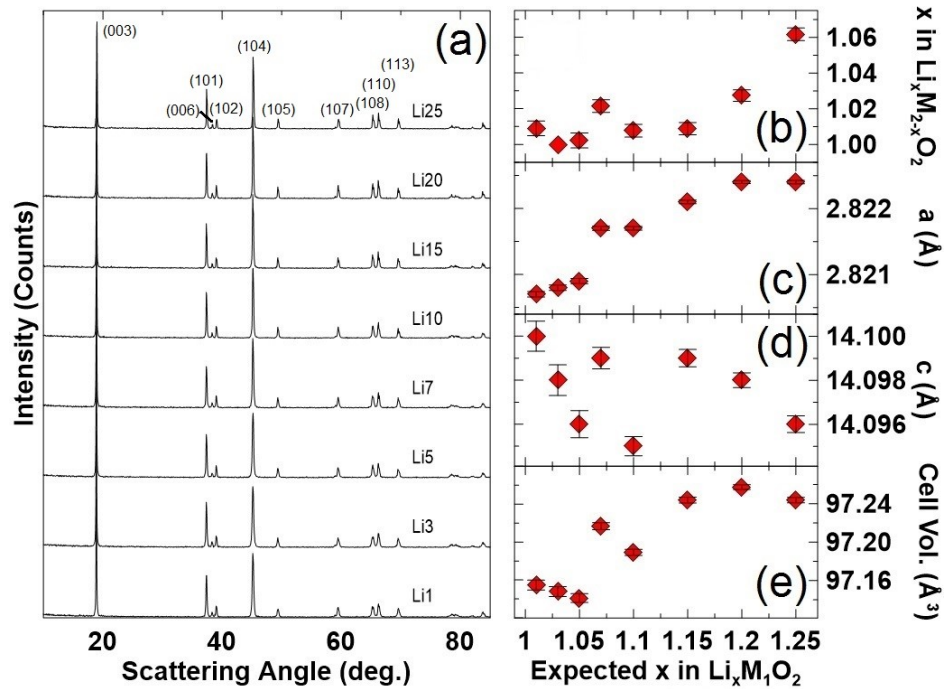 (a)
(003)
(101)
(006)
(102)
(104)
(105)
(107)
(108)
(110)
(113)
Li25
Li20
Li15
Li10
Li7
Li5
Li3
Li1
Intensity (Counts)
20 40 60 80
Scattering Angle (deg.)
(b)
1.06
1.04
1.02
1.00
x in LiₓM₂₋ₓO₂
(c)
2.822
2.821
a (Å)
(d)
14.100
14.098
14.096
c (Å)
(e)
97.24
97.20
97.16
Cell Vol. (Å³)
1 1.05 1.1 1.15 1.2 1.25
Expected x in LiₓM₁O₂